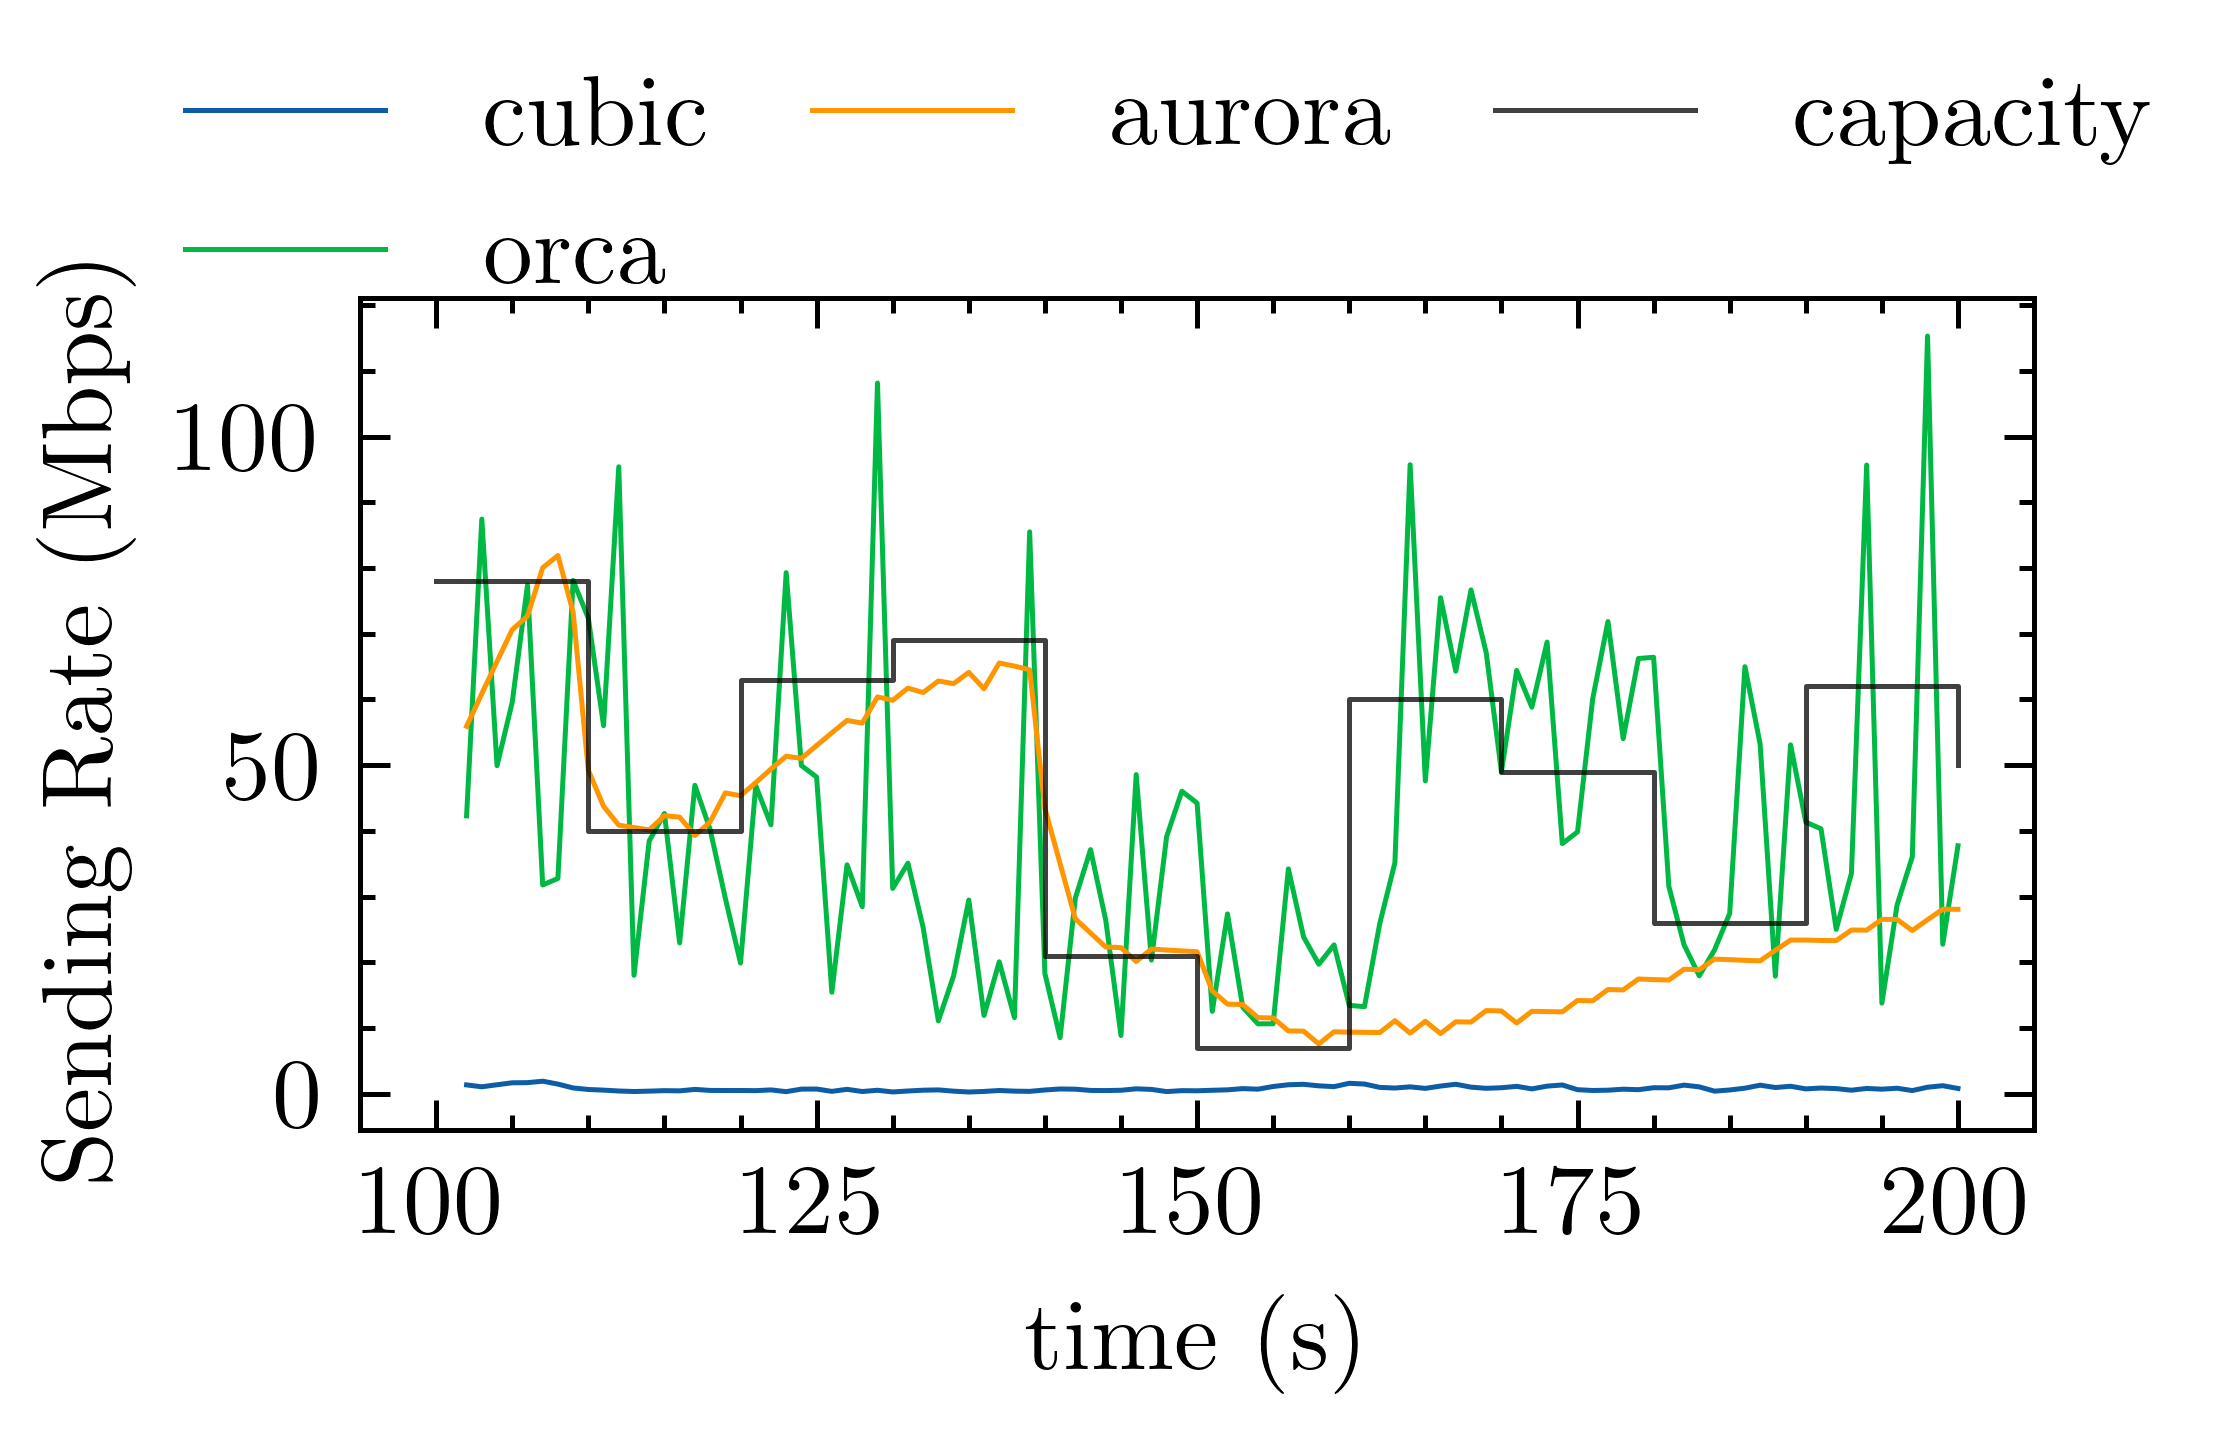 cubic aurora capacity
orca
Sending Rate (Mbps)
100
50
0
100 125 150 175 200
time (s)